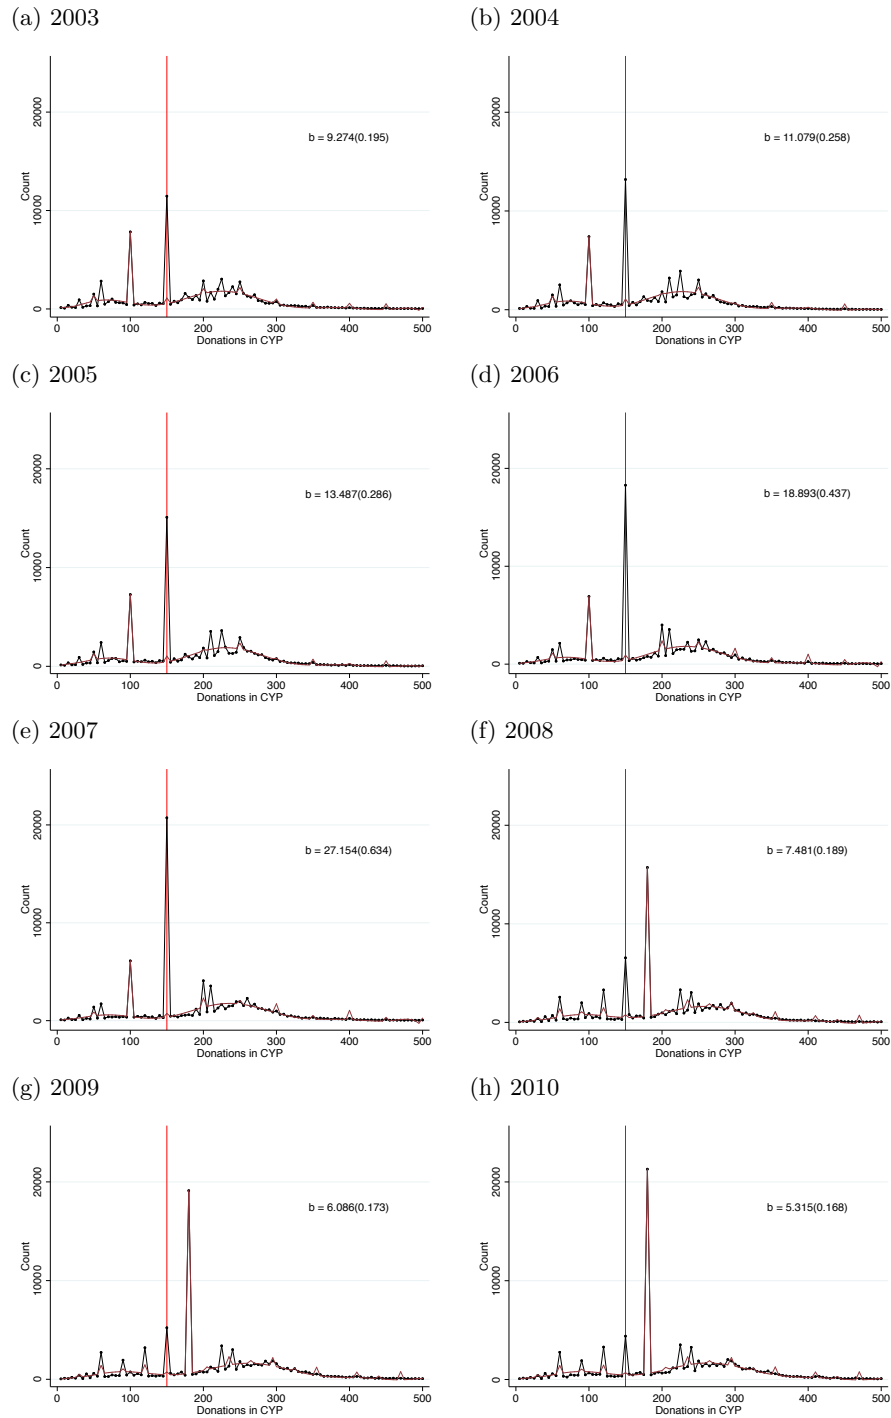 (a) 2003
(b) 2004
20000
10000
0
Count
b = 9.274(0.195)
0 100 200 300 400 500
Donations in CYP
20000
10000
0
Count
b = 11.079(0.258)
0 100 200 300 400 500
Donations in CYP
(c) 2005
(d) 2006
20000
10000
0
Count
b = 13.487(0.286)
0 100 200 300 400 500
Donations in CYP
20000
10000
0
Count
b = 18.893(0.437)
0 100 200 300 400 500
Donations in CYP
(e) 2007
(f) 2008
20000
10000
0
Count
b = 27.154(0.634)
0 100 200 300 400 500
Donations in CYP
20000
10000
0
Count
b = 7.481(0.189)
0 100 200 300 400 500
Donations in CYP
(g) 2009
(h) 2010
20000
10000
0
Count
b = 6.086(0.173)
0 100 200 300 400 500
Donations in CYP
20000
10000
0
Count
b = 5.315(0.168)
0 100 200 300 400 500
Donations in CYP